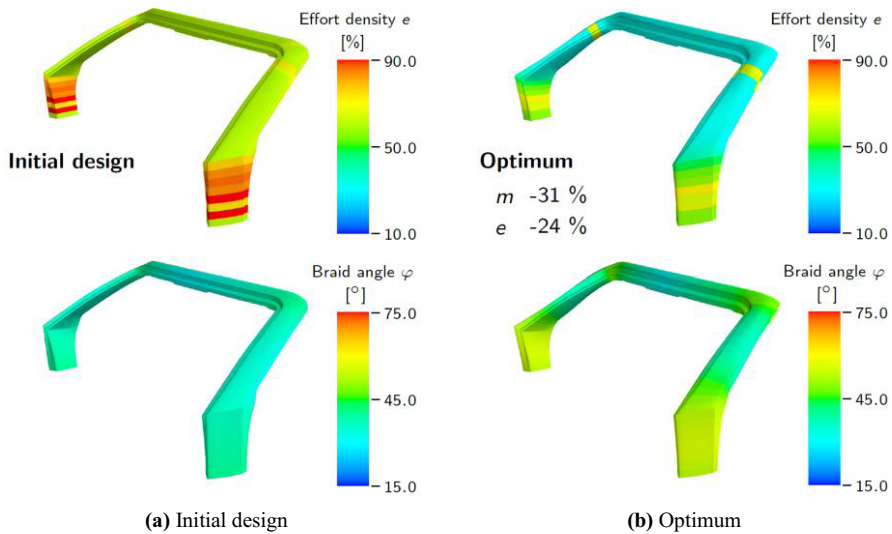 Effort density e
[%]
90.0
50.0
10.0
Initial design
Effort density e
[%]
90.0
50.0
10.0
Optimum
m -31 %
e -24 %
Braid angle φ
[°]
75.0
45.0
15.0
Braid angle φ
[°]
75.0
45.0
15.0
(a) Initial design
(b) Optimum